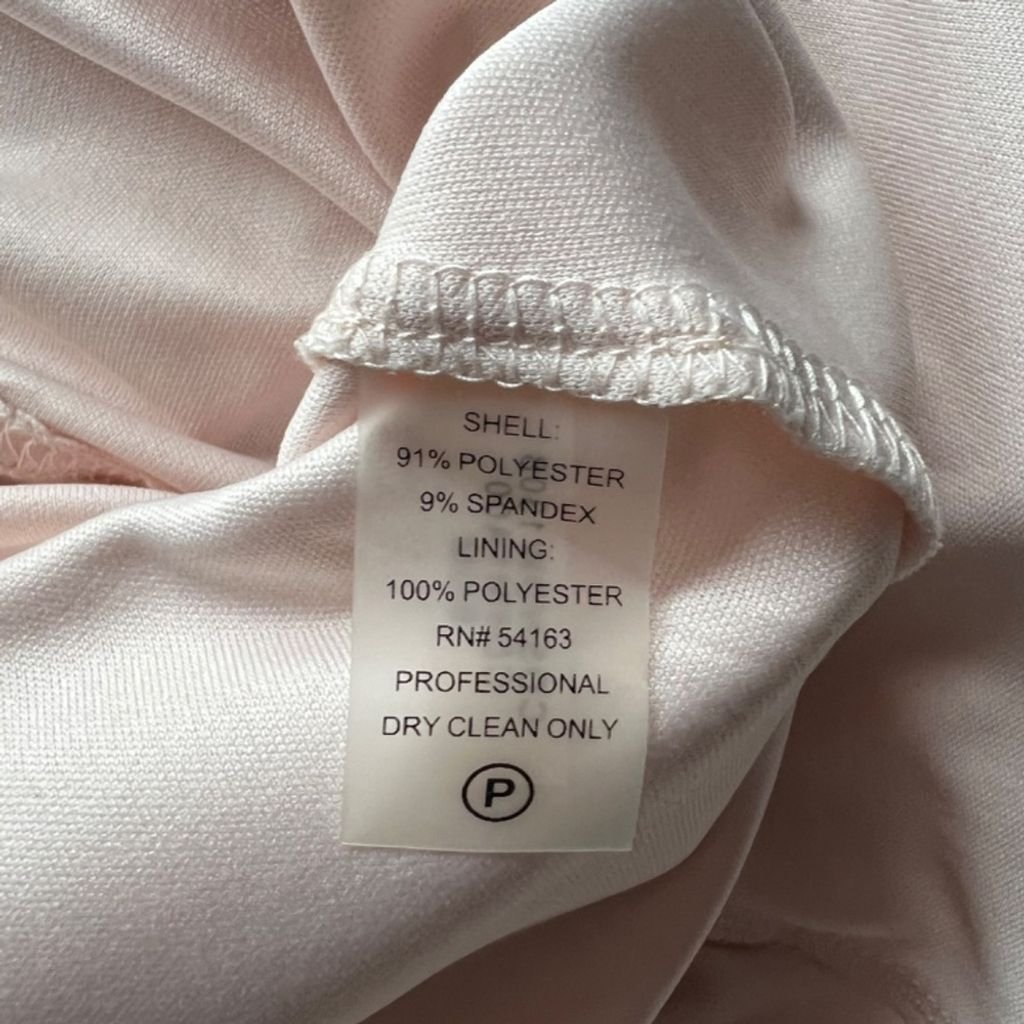 SHELL:
91% POLYESTER
9% SPANDEX
LINING:
100% POLYESTER
RN# 54163
PROFESSIONAL
DRY CLEAN ONLY
P